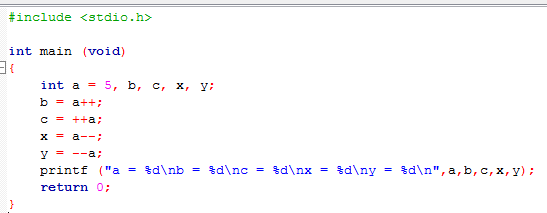 #include <stdio.h>
int main (void)
{
int a = 5, b, c, x, y;
b = a++;
c = ++a;
x = a--;
y = --a;
printf ("a = %d\nb = %d\nc = %d\nx = %d\ny = %d\n",a,b,c,x,y);
return 0;
}